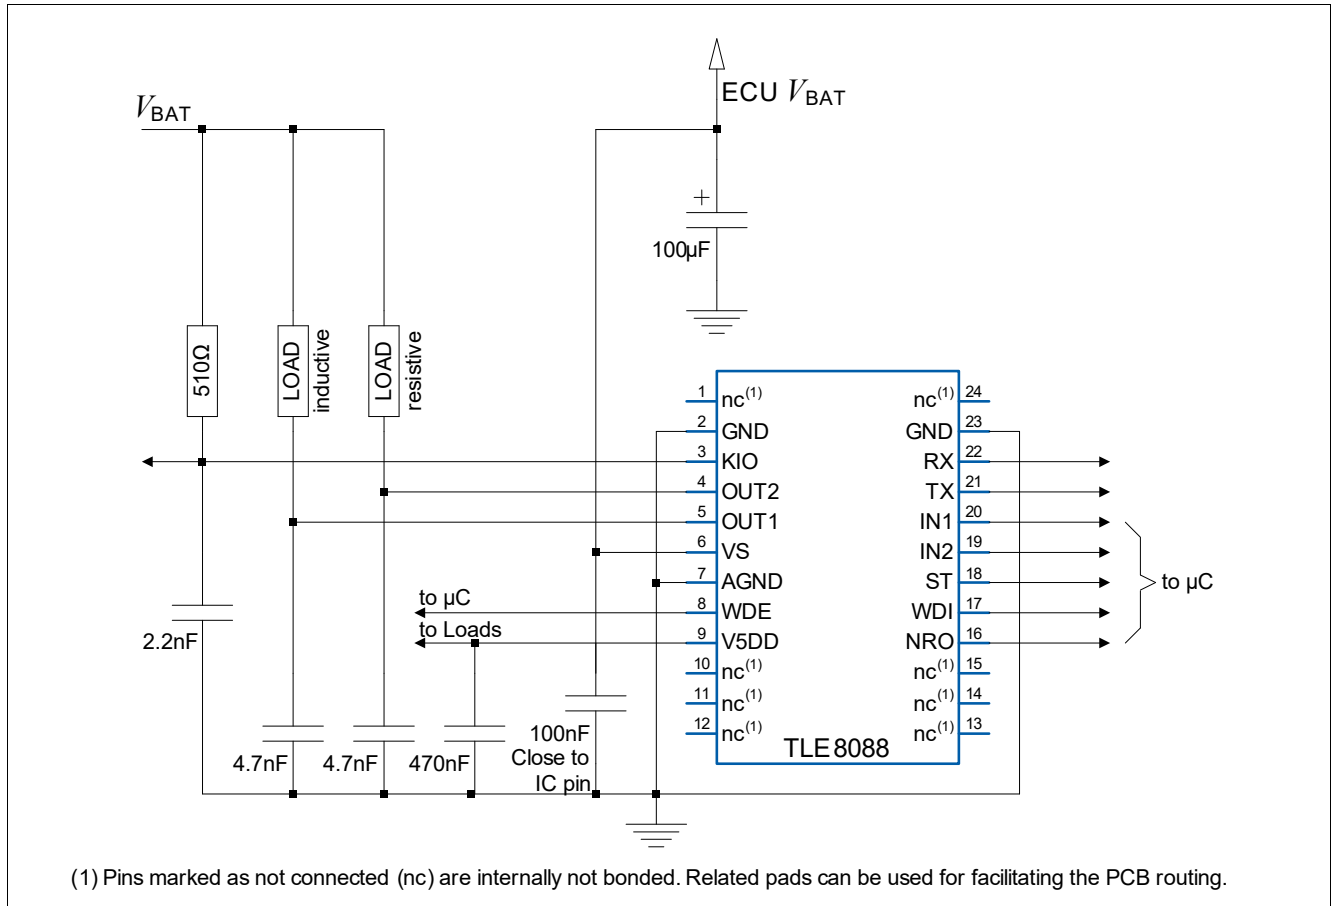 V BAT
ECU V BAT
+
100µF
510Ω
LOAD
inductive
LOAD
resistive
1 nc(1)
2 GND
3 KIO
4 OUT2
5 OUT1
6 VS
7 AGND
8 WDE
9 V5DD
10 nc(1)
11 nc(1)
12 nc(1)
nc(1) 24
GND 23
RX 22
TX 21
IN1 20
IN2 19
ST 18
WDI 17
NRO 16
nc(1) 15
nc(1) 14
nc(1) 13
TLE8088
to µC
to µC
to Loads
2.2nF
4.7nF
4.7nF
470nF
100nF
Close to
IC pin
(1) Pins marked as not connected (nc) are internally not bonded. Related pads can be used for facilitating the PCB routing.